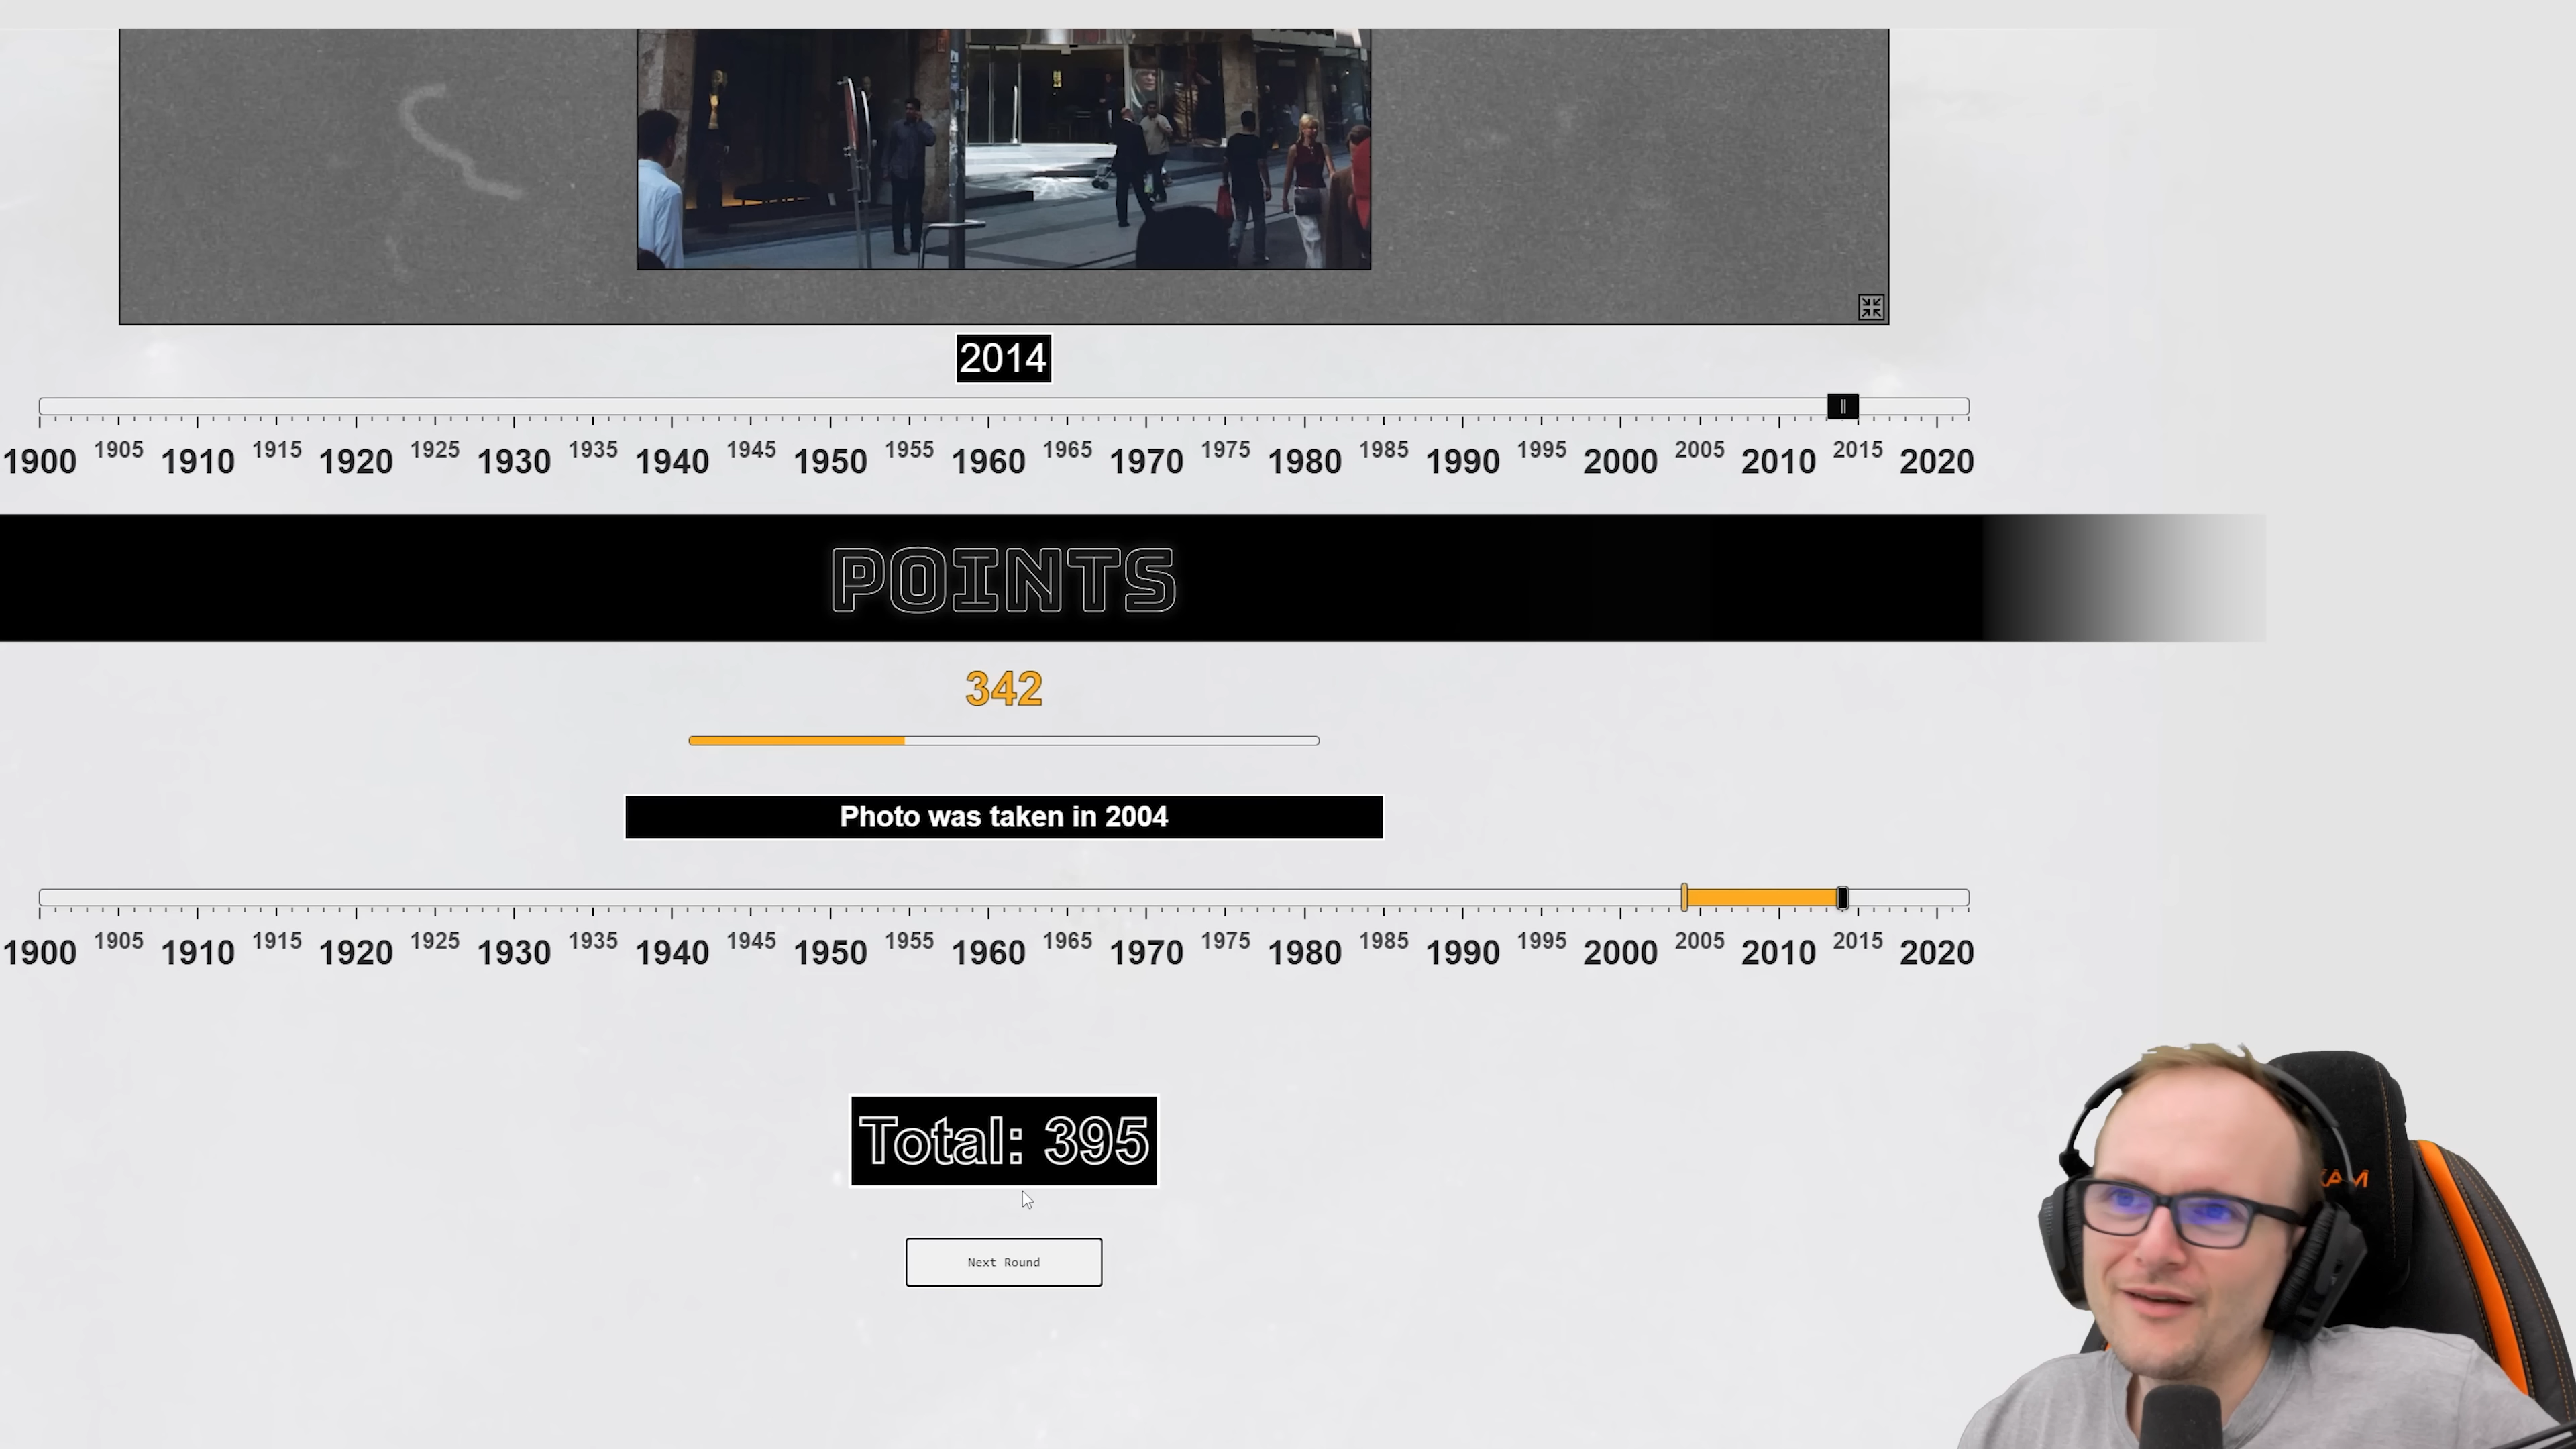 2014
1900 1905 1910 1915 1920 1925 1930 1935 1940 1945 1950 1955 1960 1965 1970 1975 1980 1985 1990 1995 2000 2005 2010 2015 2020
POINTS
342
Photo was taken in 2004
1900 1905 1910 1915 1920 1925 1930 1935 1940 1945 1950 1955 1960 1965 1970 1975 1980 1985 1990 1995 2000 2005 2010 2015 2020
Total: 395
Next Round